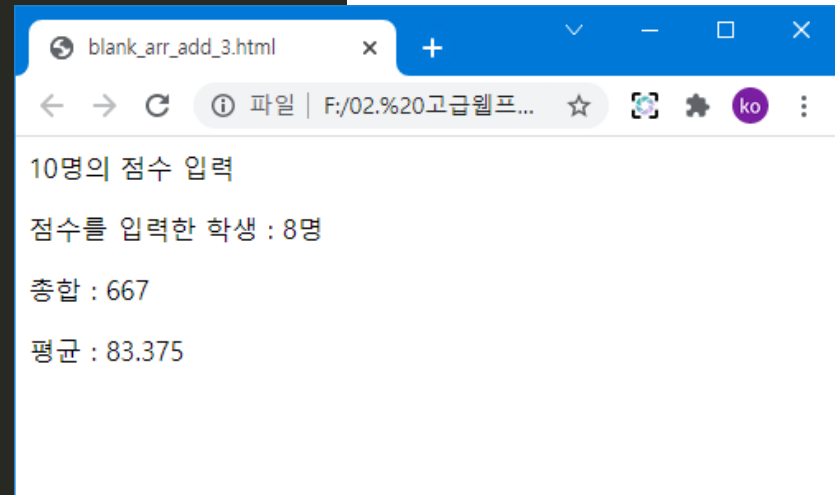 blank_arr_add_3.html
파일 F:/02.%20고급웹프...
ko
10명의 점수 입력
점수를 입력한 학생 : 8명
총합 : 667
평균 : 83.375